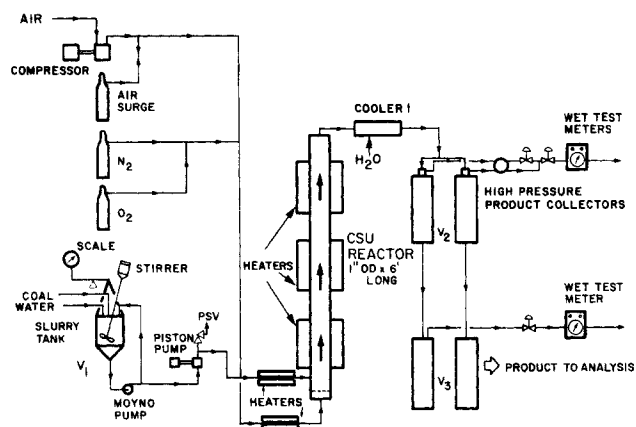 AIR
COMPRESSOR
AIR
SURGE
N2
O2
SCALE
STIRRER
COAL
WATER
SLURRY
TANK
V1
MOYNO
PUMP
PISTON
PUMP
PSV
HEATERS
HEATERS
CSU
REACTOR
1" OD x 6'
LONG
COOLER 1
H2O
WET TEST
METERS
HIGH PRESSURE
PRODUCT COLLECTORS
V2
WET TEST
METER
V3
PRODUCT TO ANALYSIS